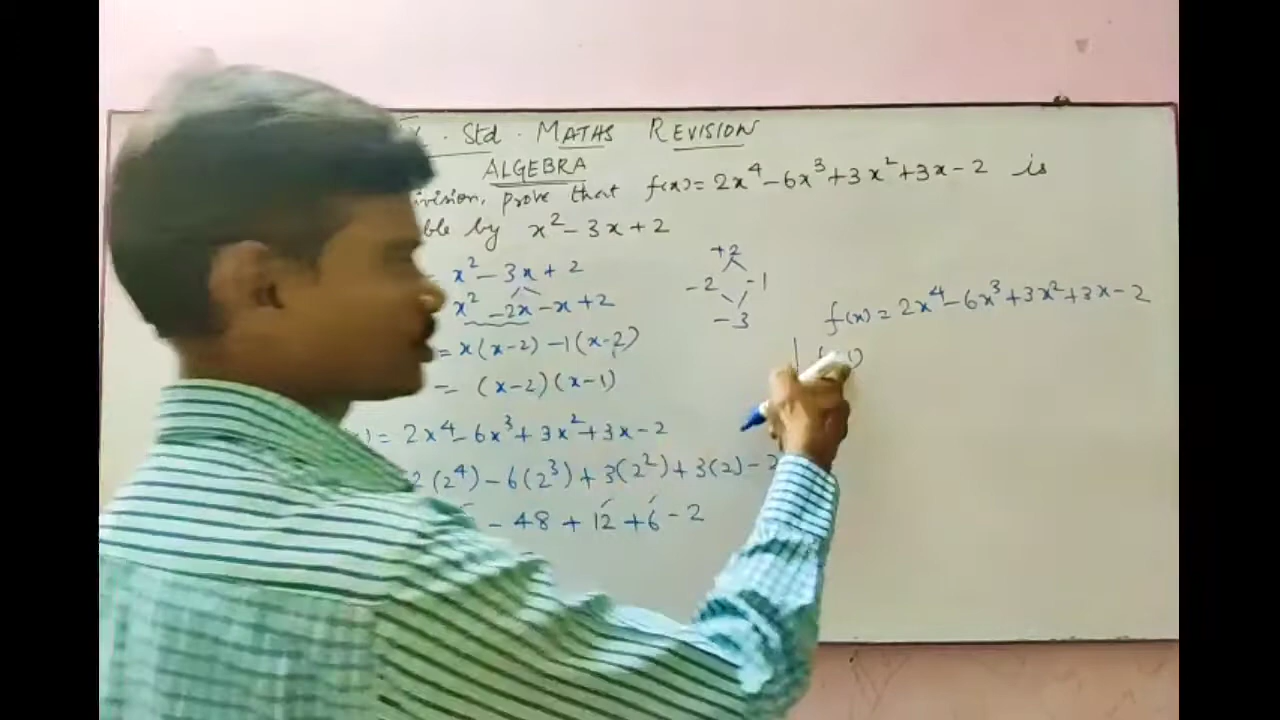 Std. MATHS REVISION
ALGEBRA
prove that f(x) = 2x⁴ - 6x³ + 3x² + 3x - 2 is
by x² - 3x + 2
= x² - 3x + 2
x² - 2x - x + 2
= x(x-2) - 1(x-2)
= (x-2)(x-1)
= 2x⁴ - 6x³ + 3x² + 3x - 2
2(2⁴) - 6(2³) + 3(2²) + 3(2) - 2
- 48 + 12 + 6 - 2
+2
-2 -1
-3
f(x) = 2x⁴ - 6x³ + 3x² + 3x - 2